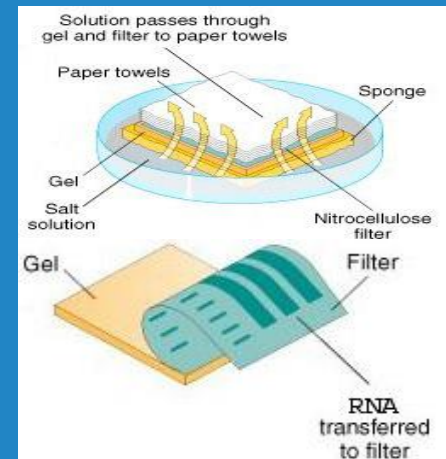 Solution passes through
gel and filter to paper towels
Paper towels
Sponge
Gel
Salt
solution
Nitrocellulose
filter
Gel
Filter
RNA
transferred
to filter